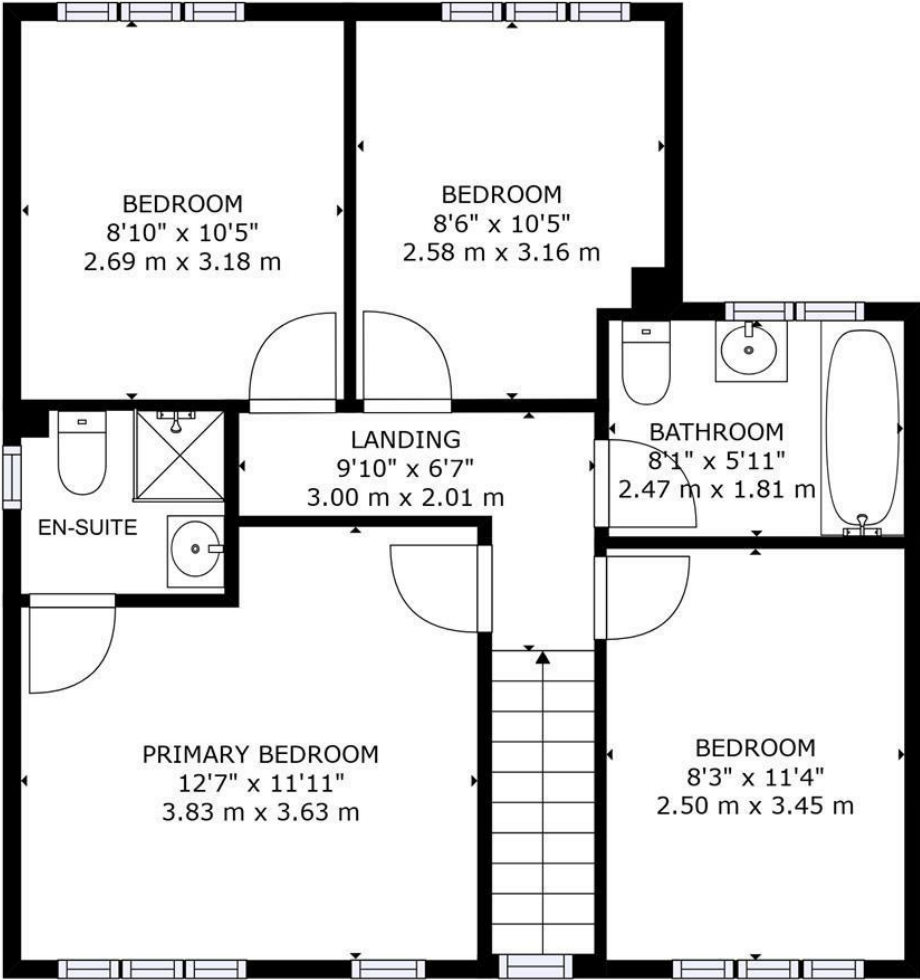 BEDROOM
8'10" x 10'5"
2.69 m x 3.18 m
BEDROOM
8'6" x 10'5"
2.58 m x 3.16 m
LANDING
9'10" x 6'7"
3.00 m x 2.01 m
BATHROOM
8'1" x 5'11"
2.47 m x 1.81 m
EN-SUITE
PRIMARY BEDROOM
12'7" x 11'11"
3.83 m x 3.63 m
BEDROOM
8'3" x 11'4"
2.50 m x 3.45 m